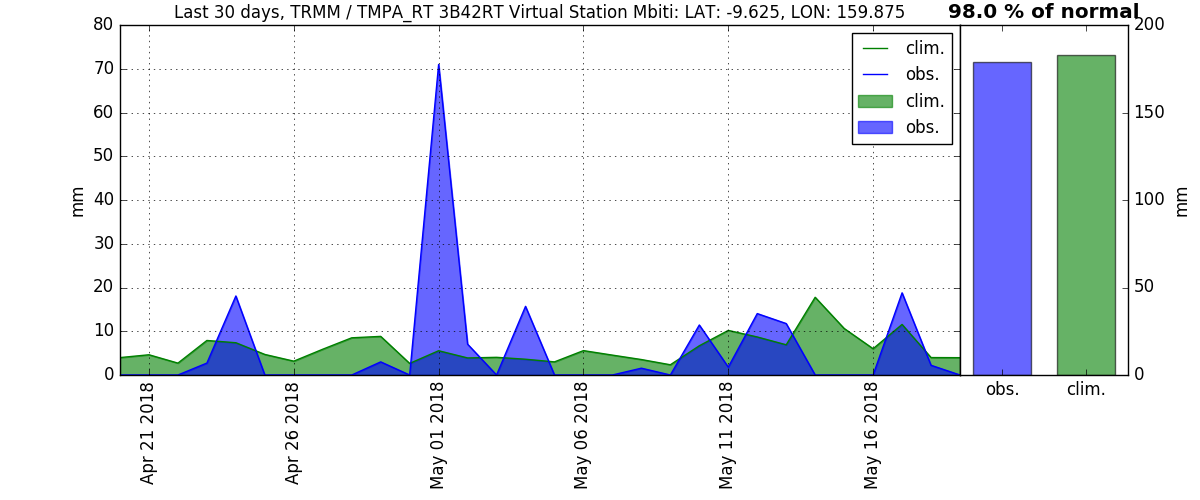 Last 30 days, TRMM / TMPA_RT 3B42RT Virtual Station Mbiti: LAT: -9.625, LON: 159.875
98.0 % of normal
80
70
60
50
40
30
20
10
0
mm
clim.
obs.
clim.
obs.
200
150
100
50
0
mm
Apr 21 2018
Apr 26 2018
May 01 2018
May 06 2018
May 11 2018
May 16 2018
obs.
clim.